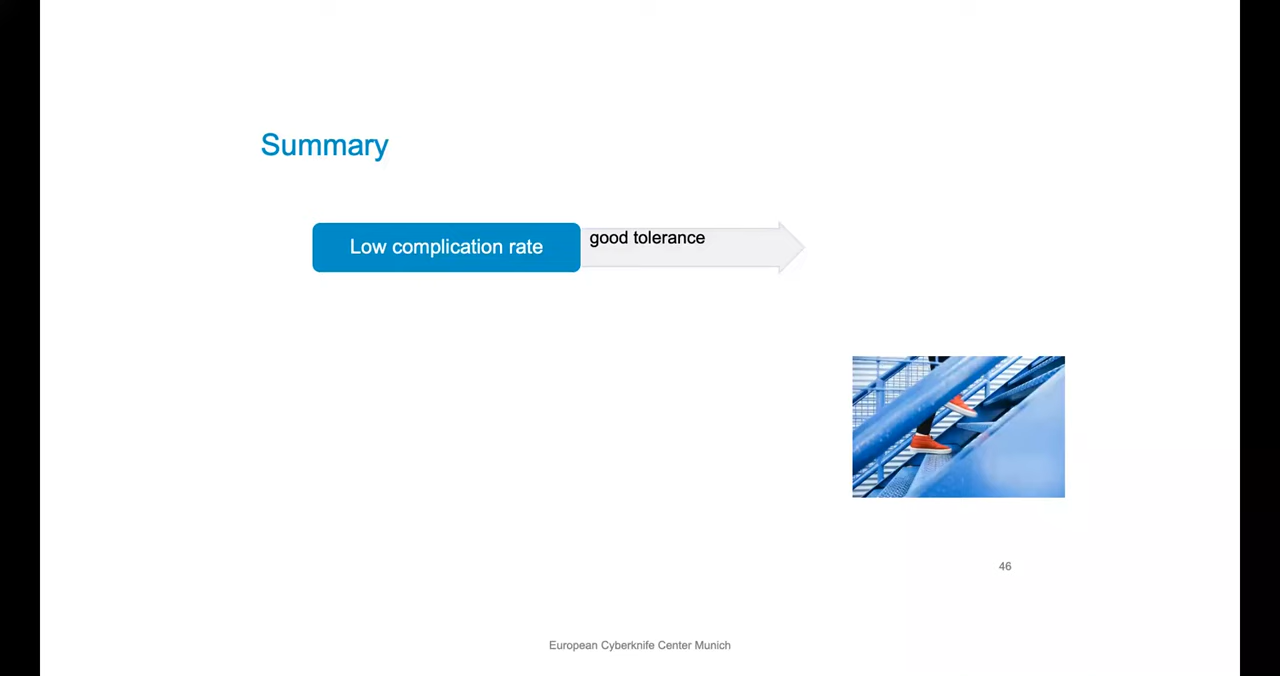 Summary
Low complication rate
good tolerance
46
European Cyberknife Center Munich